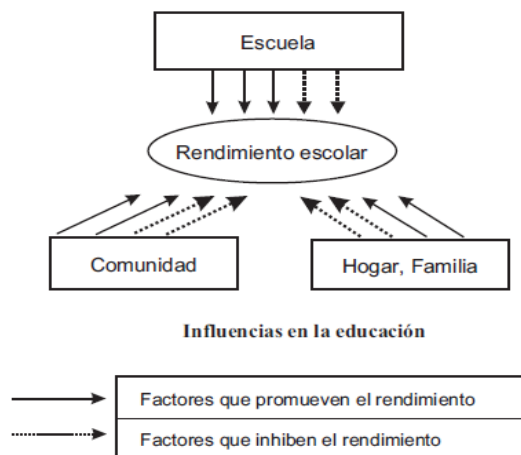 Escuela
Rendimiento escolar
Comunidad
Hogar, Familia
Influencias en la educación
Factores que promueven el rendimiento
Factores que inhiben el rendimiento